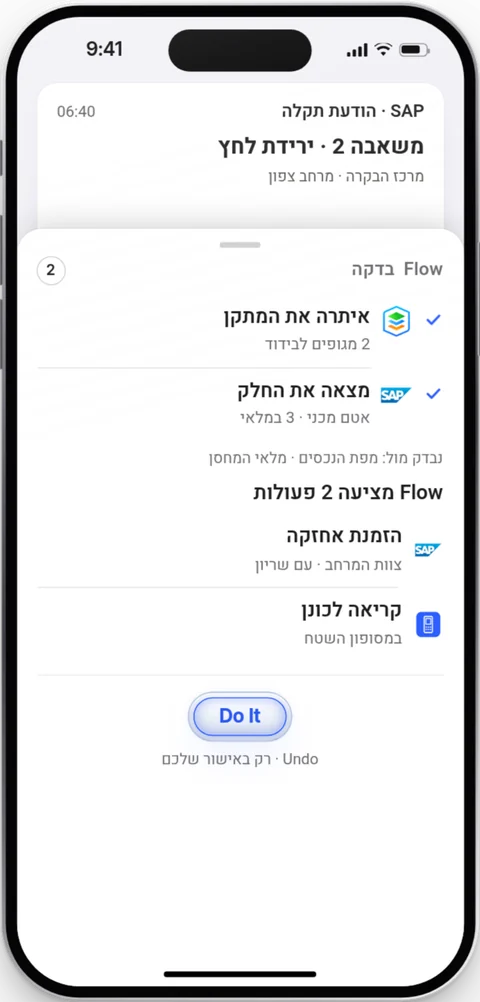 9:41
SAP · הודעת תקלה
06:40
משאבה 2 · ירידת לחץ
מרכז הבקרה · מרחב צפון
Flow בדקה
2
איתרה את המתקן
2 מגופים לבידוד
SAP
מצאה את החלק
אטם מכני · 3 במלאי
נבדק מול: מפת הנכסים · מלאי המחסן
Flow מציעה 2 פעולות
SAP
הזמנת אחזקה
צוות המרחב · עם שריון
קריאה לכונן
במסופון השטח
Do It
Undo · רק באישור שלכם